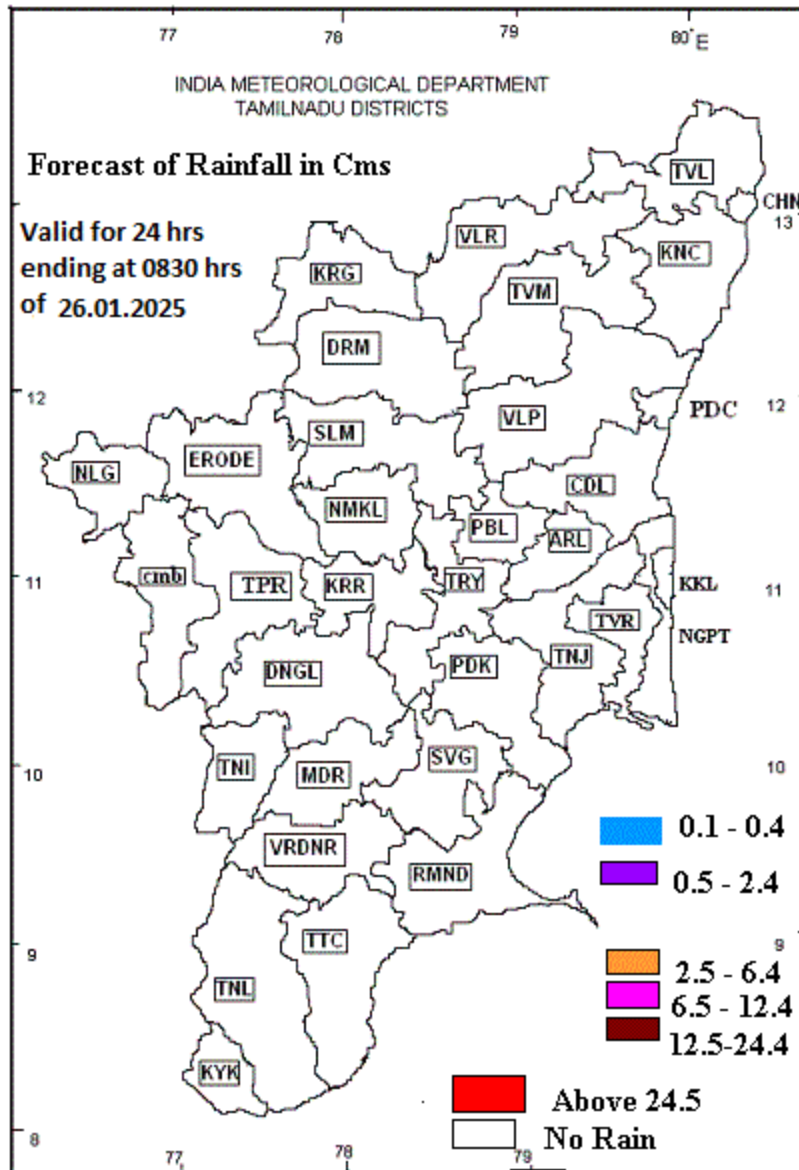 77 78 79 80°E
INDIA METEOROLOGICAL DEPARTMENT
TAMILNADU DISTRICTS
Forecast of Rainfall in Cms
TVL
CHN
13
Valid for 24 hrs
ending at 0830 hrs
of 26.01.2025
VLR
KNC
KRG
TVM
DRM
12
12
PDC
VLP
SLM
ERODE
NLG
CDL
NMKL
PBL
ARL
11
cmb
TPR
KRR
TRY
KKL
11
TVR
NGPT
TNJ
PDK
DNGL
10
TNI
MDR
SVG
10
0.1 - 0.4
VRDNR
RMND
0.5 - 2.4
9
TTC
9
2.5 - 6.4
TNL
6.5 - 12.4
12.5-24.4
KYK
Above 24.5
8
No Rain
77 78 79